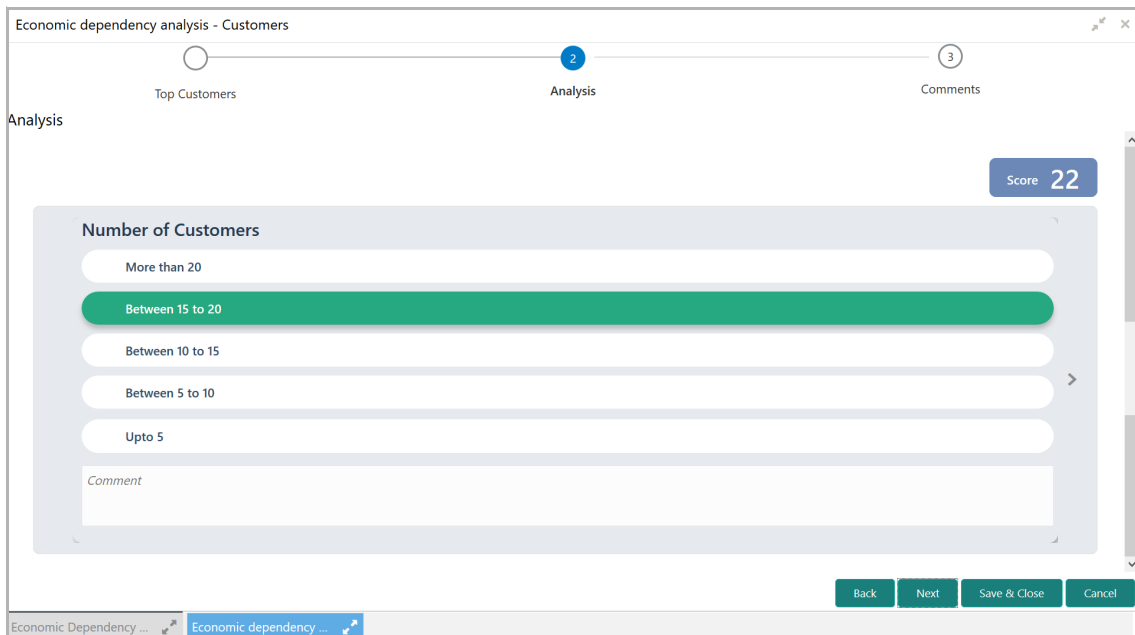 Economic dependency analysis - Customers
2
3
Top Customers
Analysis
Comments
Analysis
Score 22
Number of Customers
More than 20
Between 15 to 20
Between 10 to 15
Between 5 to 10
Upto 5
Comment
Back
Next
Save & Close
Cancel
Economic Dependency ...
Economic dependency ...